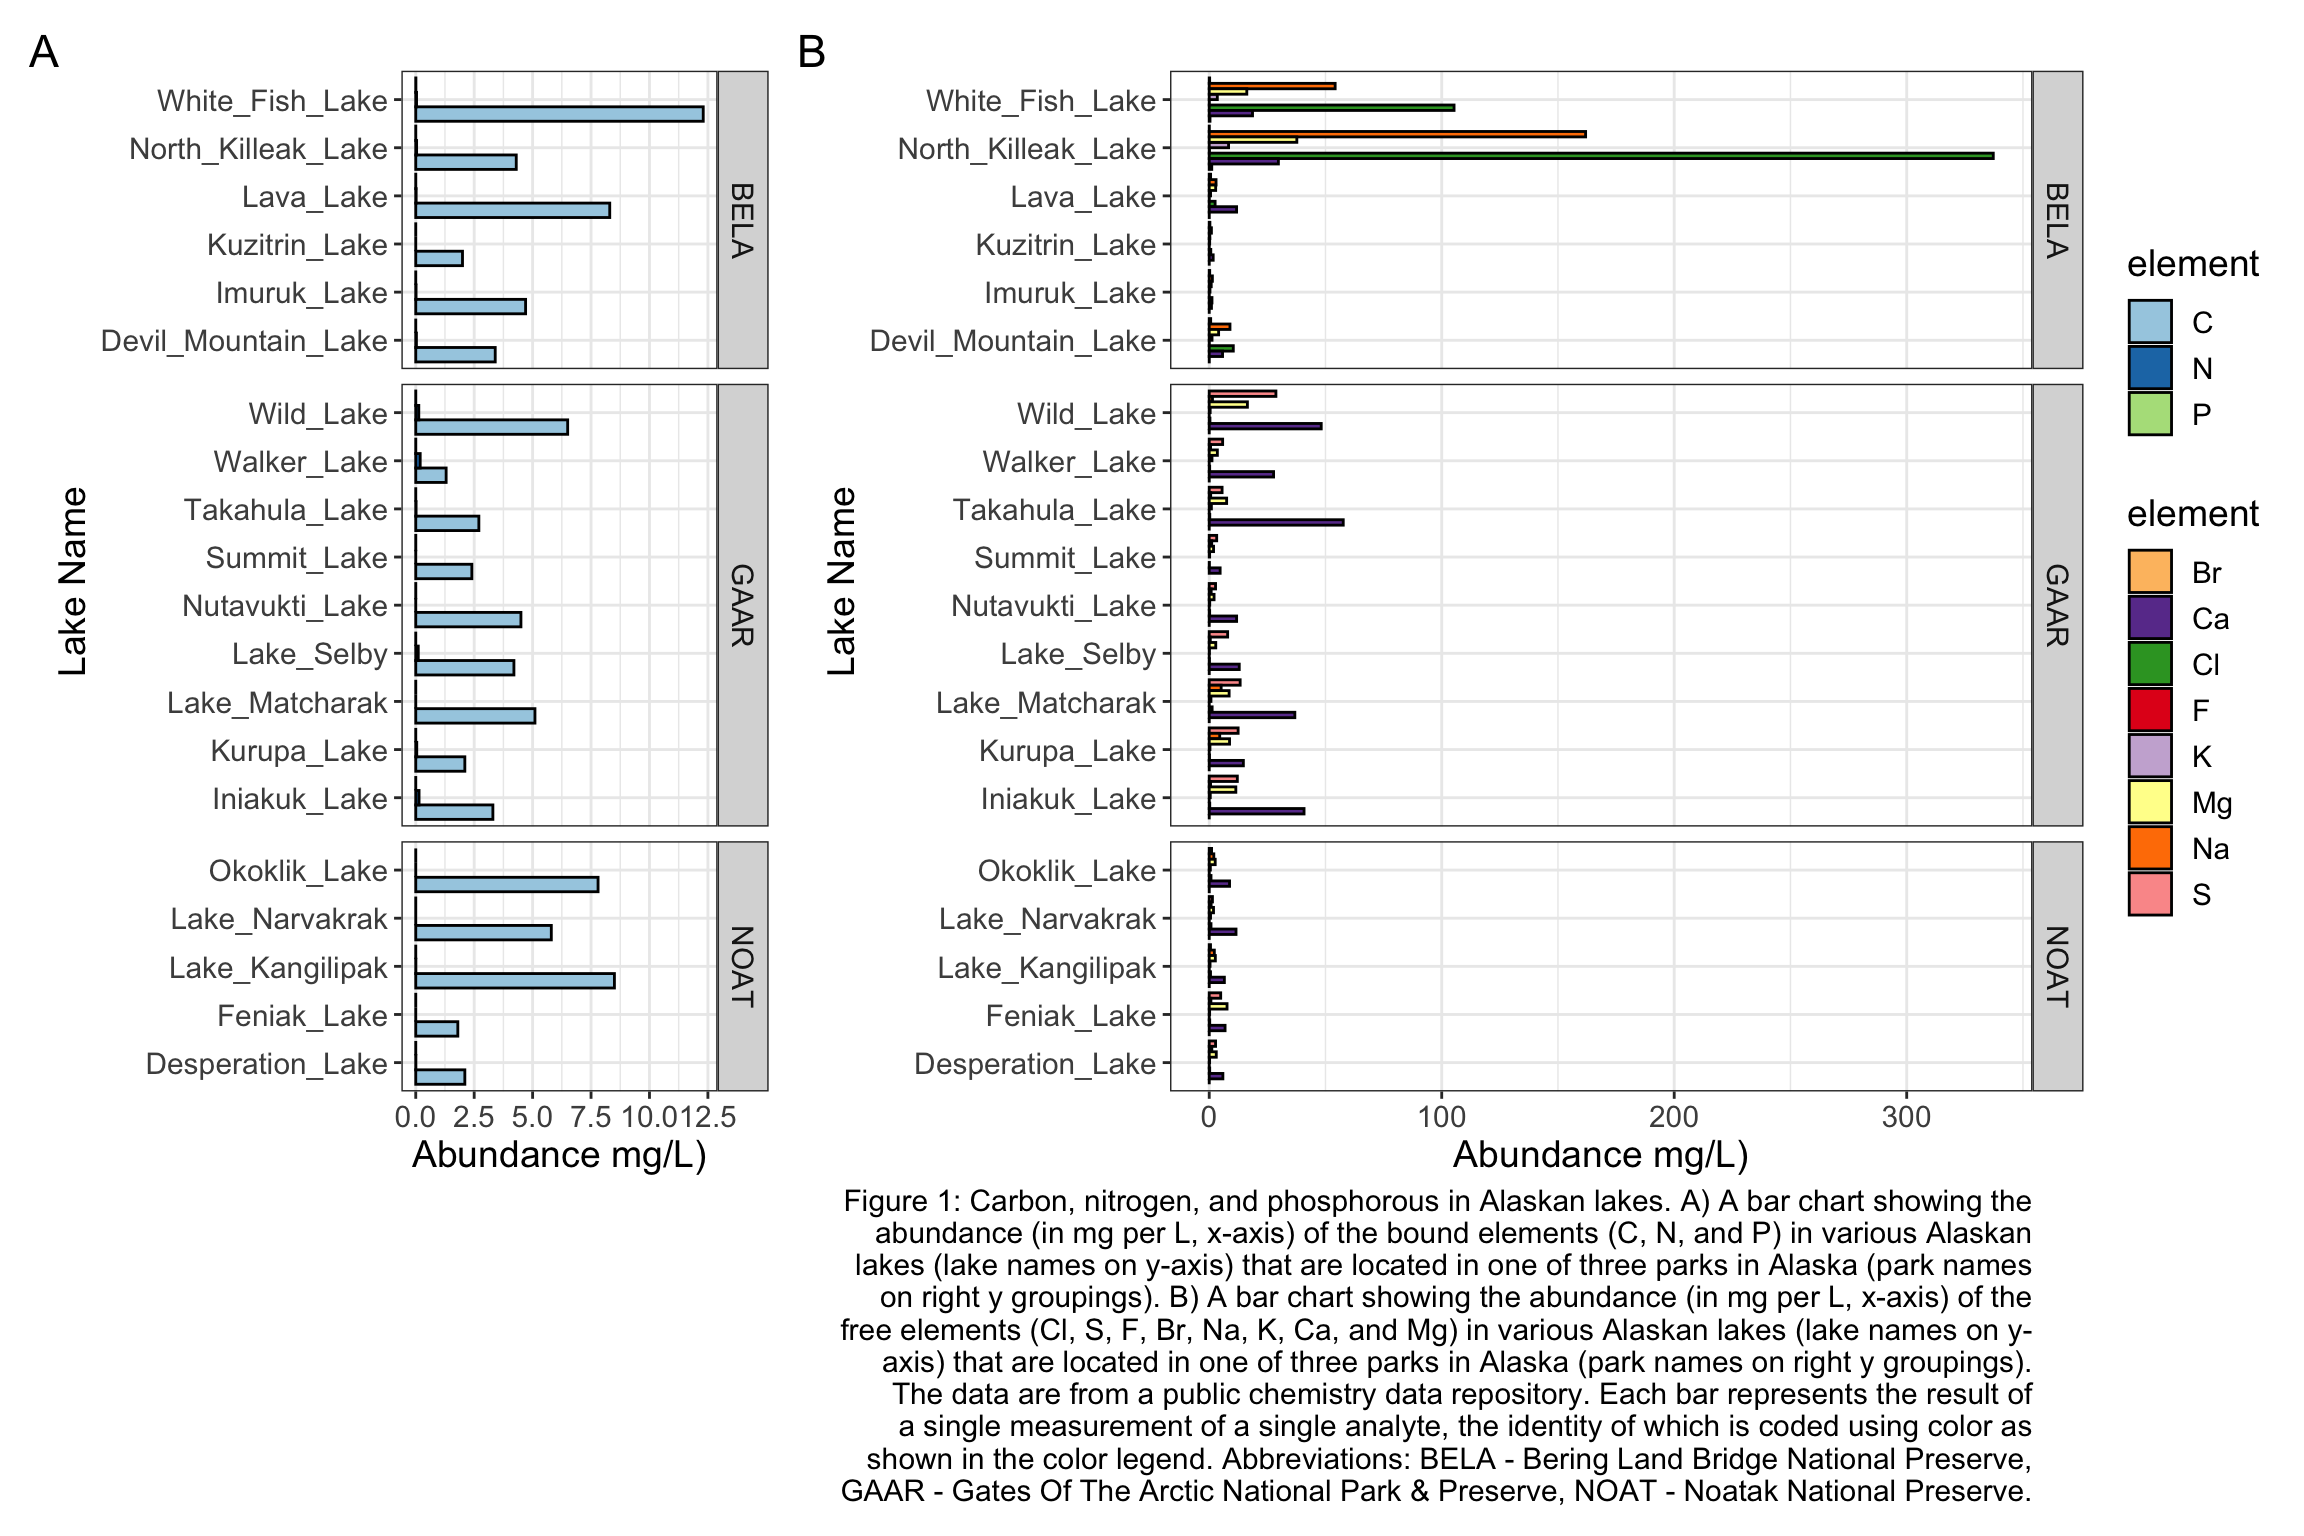 A
White_Fish_Lake
North_Killeak_Lake
Lava_Lake
Kuzitrin_Lake
Imuruk_Lake
Devil_Mountain_Lake
BELA
Wild_Lake
Walker_Lake
Takahula_Lake
Summit_Lake
Nutavukti_Lake
Lake_Selby
Lake_Matcharak
Kurupa_Lake
Iniakuk_Lake
GAAR
Okoklik_Lake
Lake_Narvakrak
Lake_Kangilipak
Feniak_Lake
Desperation_Lake
NOAT
Lake Name
0.0 2.5 5.0 7.5 10.0 12.5
Abundance mg/L)
B
White_Fish_Lake
North_Killeak_Lake
Lava_Lake
Kuzitrin_Lake
Imuruk_Lake
Devil_Mountain_Lake
BELA
Wild_Lake
Walker_Lake
Takahula_Lake
Summit_Lake
Nutavukti_Lake
Lake_Selby
Lake_Matcharak
Kurupa_Lake
Iniakuk_Lake
GAAR
Okoklik_Lake
Lake_Narvakrak
Lake_Kangilipak
Feniak_Lake
Desperation_Lake
NOAT
Lake Name
0 100 200 300
Abundance mg/L)
element
C
N
P
element
Br
Ca
Cl
F
K
Mg
Na
S
Figure 1: Carbon, nitrogen, and phosphorous in Alaskan lakes. A) A bar chart showing the
abundance (in mg per L, x-axis) of the bound elements (C, N, and P) in various Alaskan
lakes (lake names on y-axis) that are located in one of three parks in Alaska (park names
on right y groupings). B) A bar chart showing the abundance (in mg per L, x-axis) of the
free elements (Cl, S, F, Br, Na, K, Ca, and Mg) in various Alaskan lakes (lake names on y-
axis) that are located in one of three parks in Alaska (park names on right y groupings).
The data are from a public chemistry data repository. Each bar represents the result of
a single measurement of a single analyte, the identity of which is coded using color as
shown in the color legend. Abbreviations: BELA - Bering Land Bridge National Preserve,
GAAR - Gates Of The Arctic National Park & Preserve, NOAT - Noatak National Preserve.